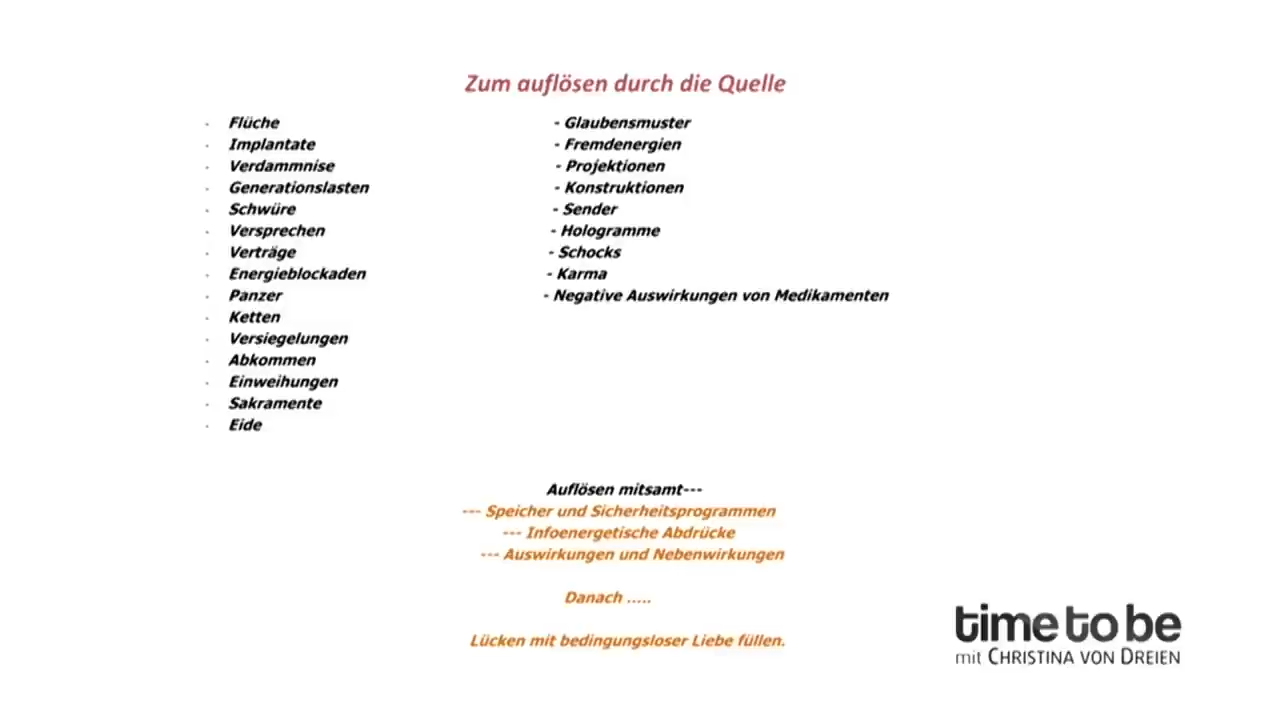 Zum auflösen durch die Quelle
· Flüche
· Implantate
· Verdammnise
· Generationslasten
· Schwüre
· Versprechen
· Verträge
· Energieblockaden
· Panzer
· Ketten
· Versiegelungen
· Abkommen
· Einweihungen
· Sakramente
· Eide
- Glaubensmuster
- Fremdenergien
- Projektionen
- Konstruktionen
- Sender
- Hologramme
- Schocks
- Karma
- Negative Auswirkungen von Medikamenten
Auflösen mitsamt---
--- Speicher und Sicherheitsprogrammen
--- Infoenergetische Abdrücke
--- Auswirkungen und Nebenwirkungen
Danach .....
Lücken mit bedingungsloser Liebe füllen.
time to be
mit CHRISTINA VON DREIEN